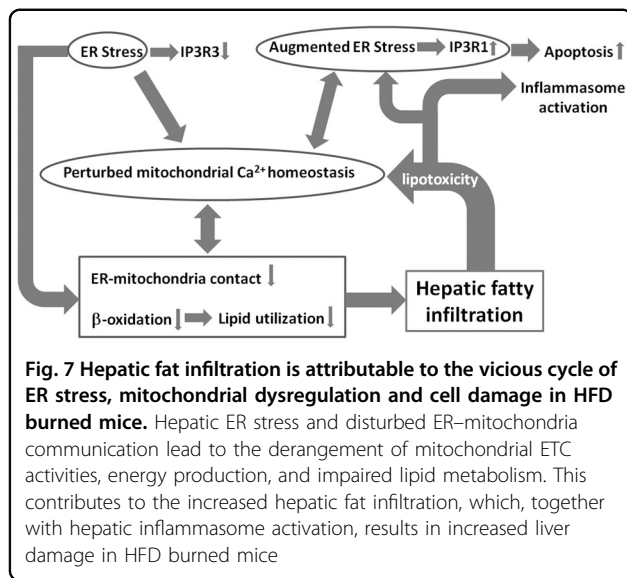 ER Stress IP3R3↓ Augmented ER Stress IP3R1↑ Apoptosis↑
Inflammasome
activation
Perturbed mitochondrial Ca²⁺ homeostasis lipotoxicity
ER-mitochondria contact ↓
β-oxidation↓ Lipid utilization↓
Hepatic fatty
infiltration
Fig. 7 Hepatic fat infiltration is attributable to the vicious cycle of
ER stress, mitochondrial dysregulation and cell damage in HFD
burned mice. Hepatic ER stress and disturbed ER–mitochondria
communication lead to the derangement of mitochondrial ETC
activities, energy production, and impaired lipid metabolism. This
contributes to the increased hepatic fat infiltration, which, together
with hepatic inflammasome activation, results in increased liver
damage in HFD burned mice